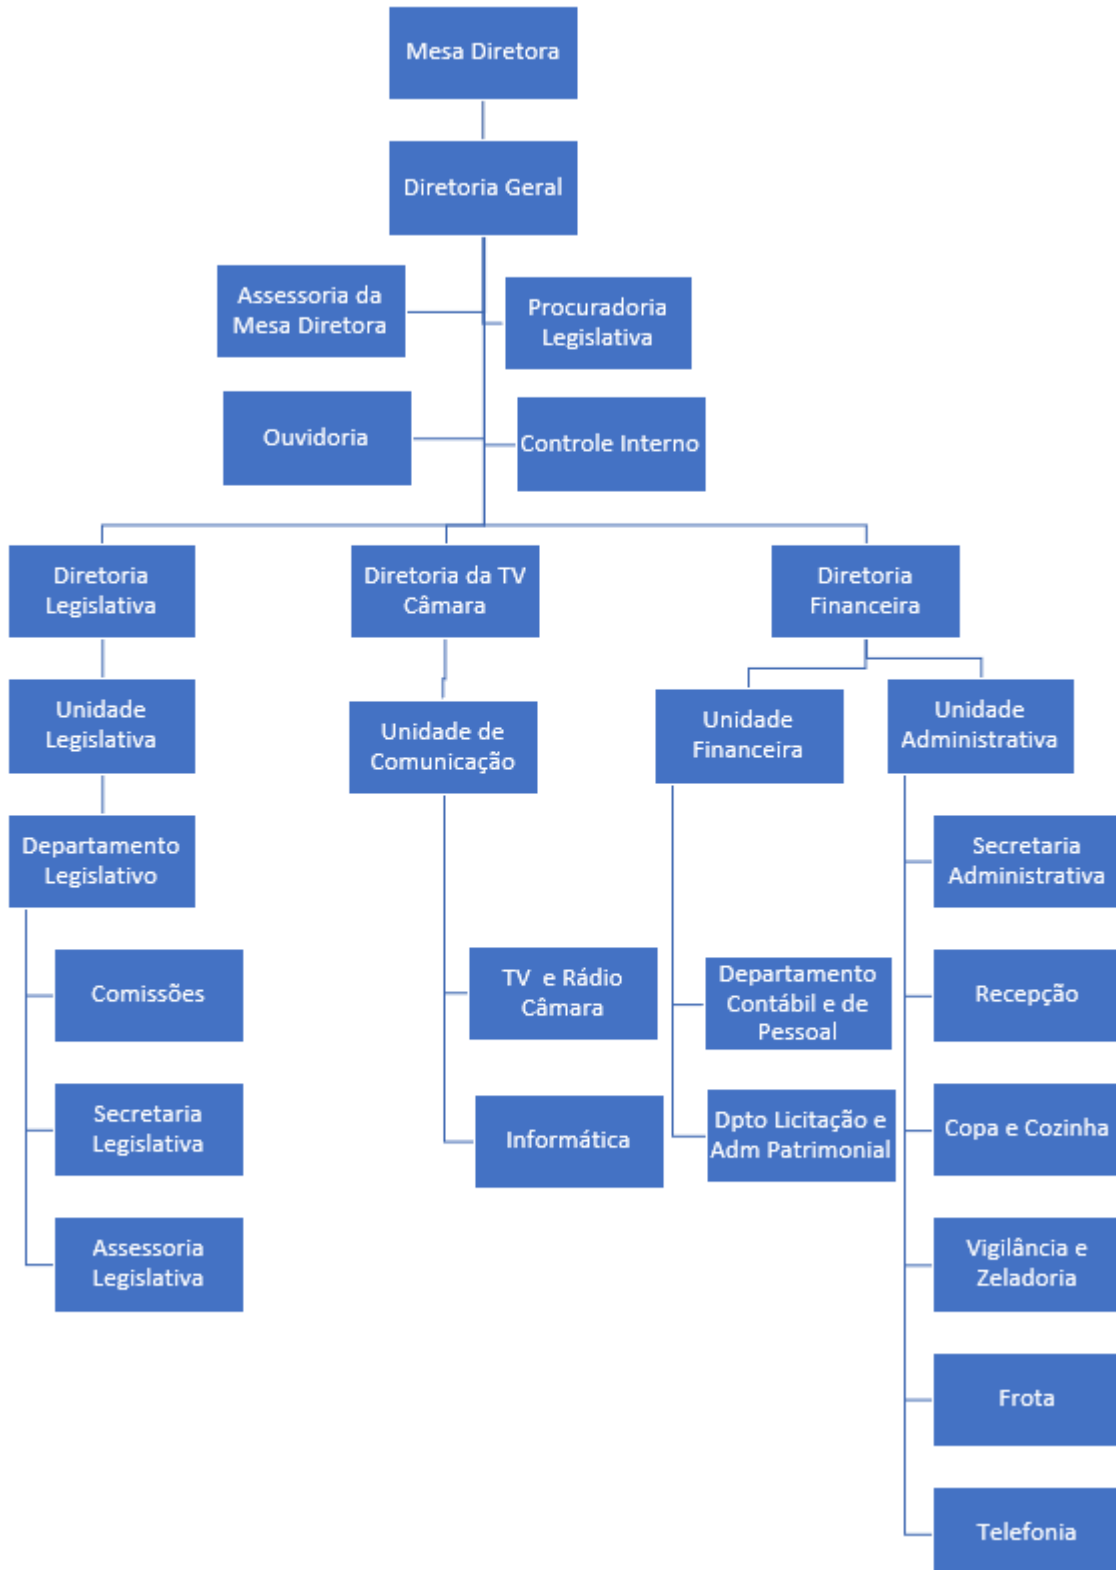 Mesa Diretora
Diretoria Geral
Assessoria da
Mesa Diretora
Procuradoria
Legislativa
Ouvidoria
Controle Interno
Diretoria
Legislativa
Diretoria da TV
Câmara
Diretoria
Financeira
Unidade
Legislativa
Unidade de
Comunicação
Unidade
Financeira
Unidade
Administrativa
Departamento
Legislativo
Comissões
Secretaria
Legislativa
Assessoria
Legislativa
TV  e Rádio
Câmara
Informática
Departamento
Contábil e de
Pessoal
Dpto Licitação e
Adm Patrimonial
Secretaria
Administrativa
Recepção
Copa e Cozinha
Vigilância e
Zeladoria
Frota
Telefonia